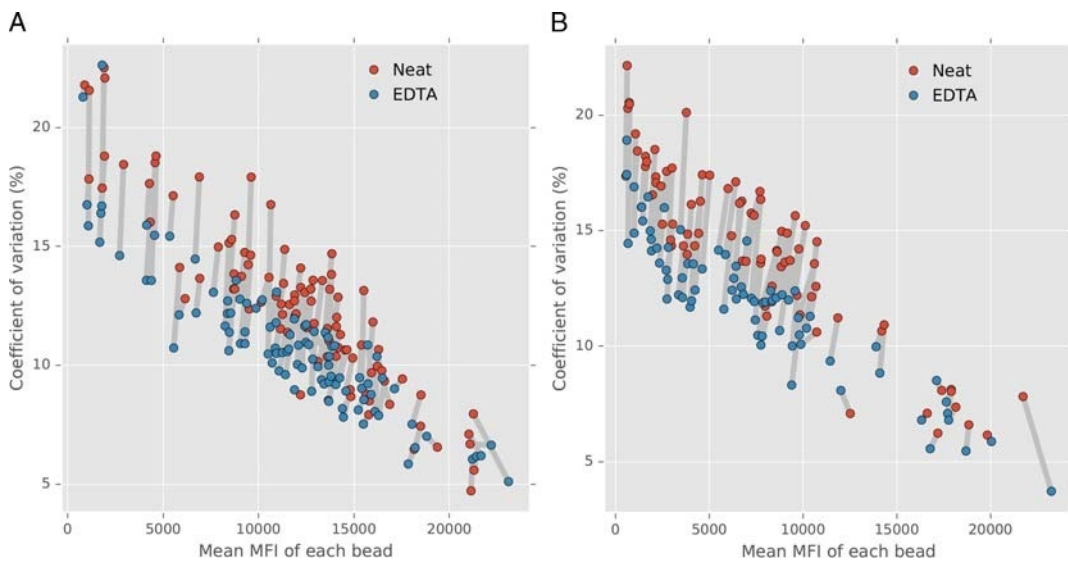 A
Neat
EDTA
20
15
10
5
0
5000
10000
15000
20000
Coefficient of variation (%)
Mean MFI of each bead
B
Neat
EDTA
20
15
10
5
0
5000
10000
15000
20000
Coefficient of variation (%)
Mean MFI of each bead